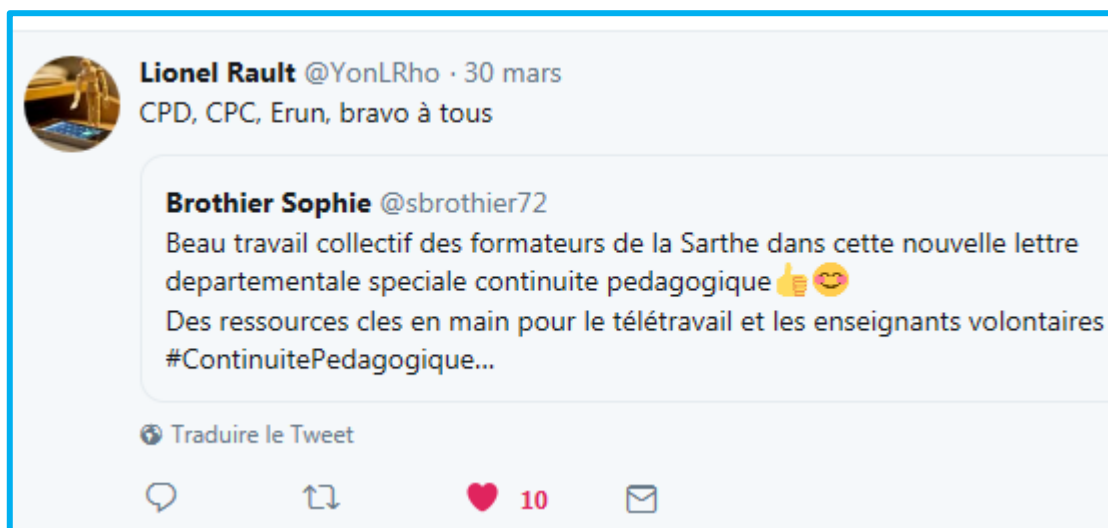 Lionel Rault @YonLRho · 30 mars
CPD, CPC, Erun, bravo à tous
Brothier Sophie @sbrothier72
Beau travail collectif des formateurs de la Sarthe dans cette nouvelle lettre
departementale speciale continuite pedagogique👍😊
Des ressources cles en main pour le télétravail et les enseignants volontaires
#ContinuitePedagogique...
Traduire le Tweet
10